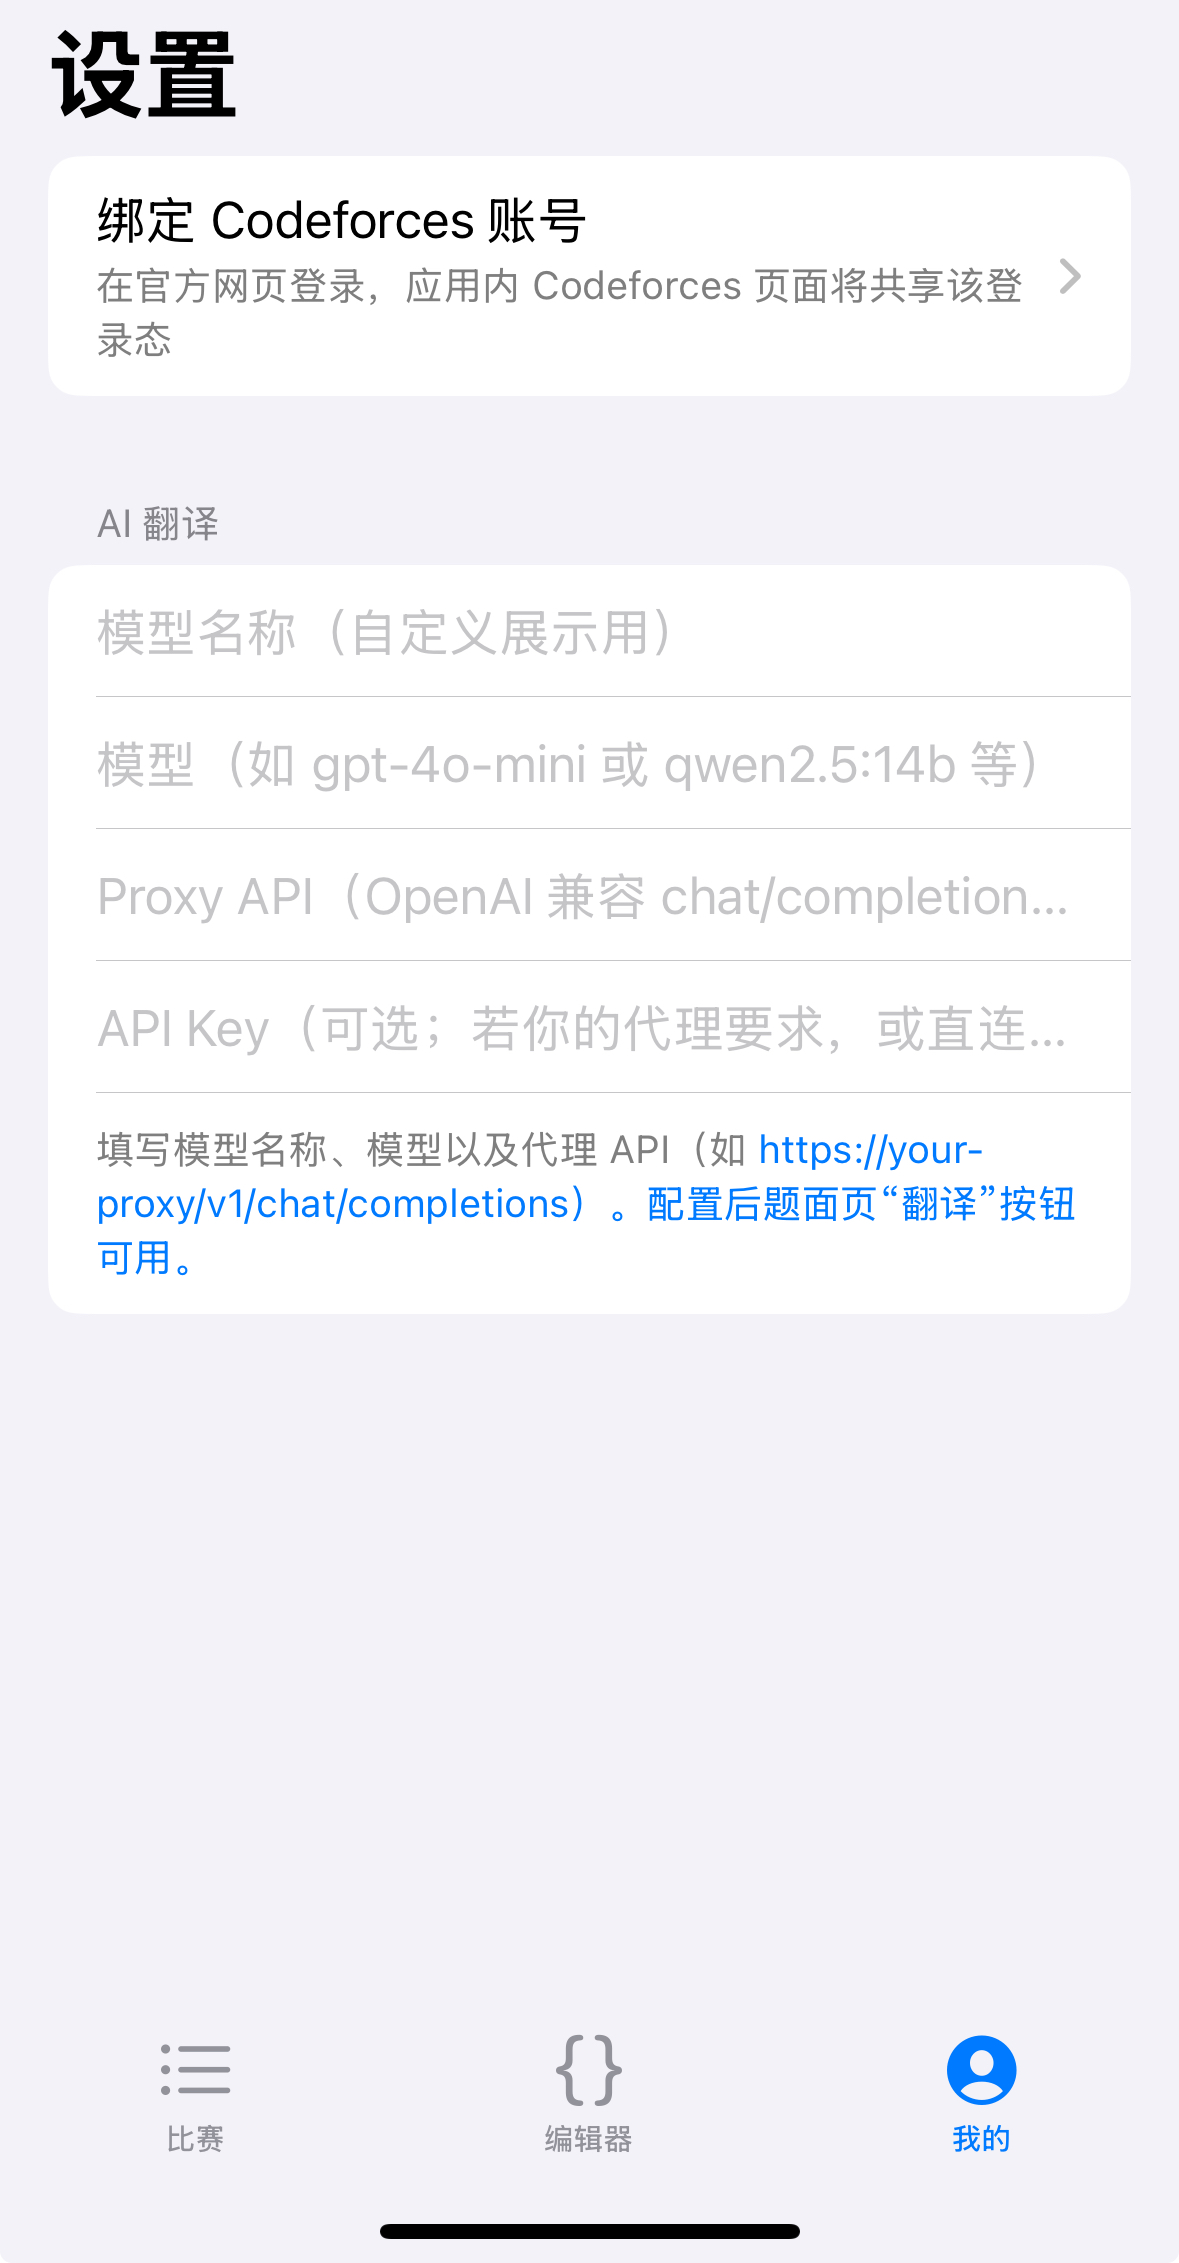 设置
绑定 Codeforces 账号
在官方网页登录，应用内 Codeforces 页面将共享该登
录态
AI 翻译
模型名称（自定义展示用）
模型（如 gpt-4o-mini 或 qwen2.5:14b 等）
Proxy API（OpenAI 兼容 chat/completion...
API Key（可选；若你的代理要求，或直连...
填写模型名称、模型以及代理 API（如 https://your-
proxy/v1/chat/completions）。配置后题面页“翻译”按钮
可用。
比赛
编辑器
我的